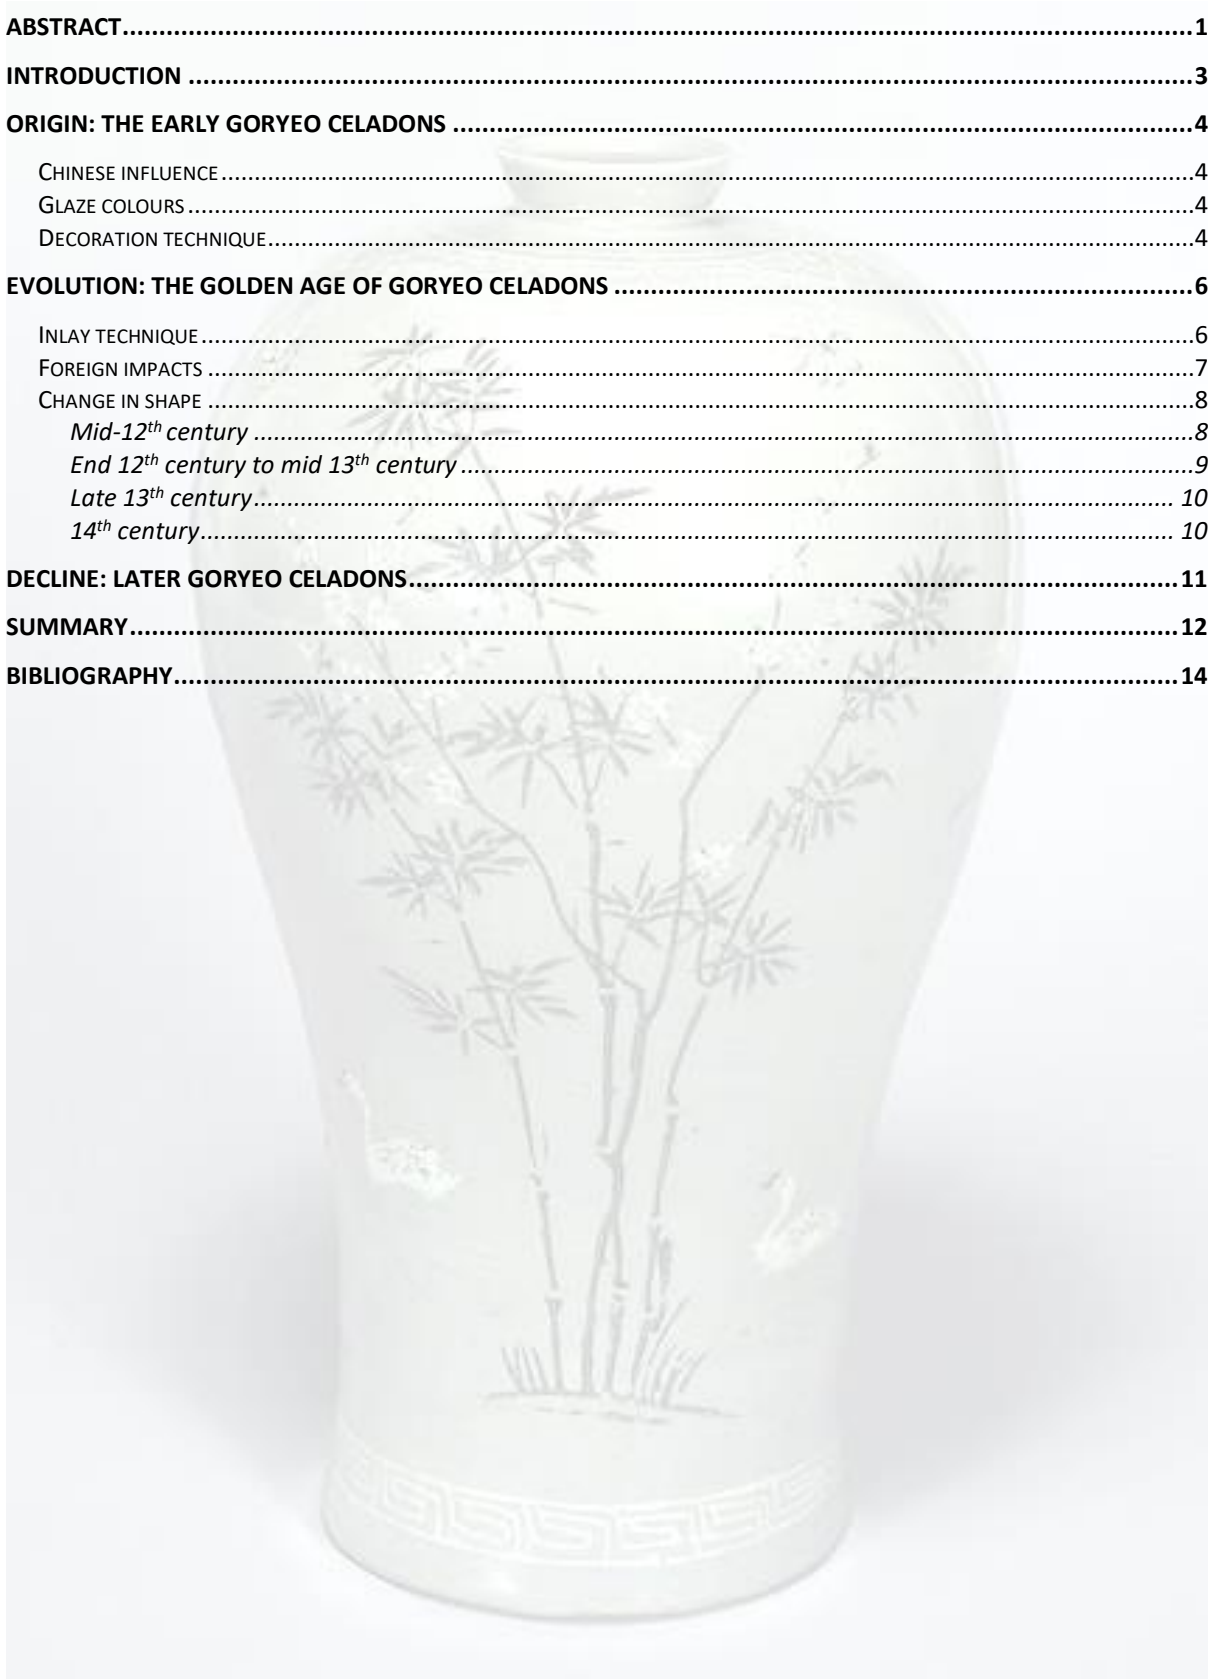 ABSTRACT........................................................................................................1
INTRODUCTION ........................................................................................................3
ORIGIN: THE EARLY GORYEO CELADONS ........................................................................................................4
CHINESE INFLUENCE........................................................................................................4
GLAZE COLOURS........................................................................................................4
DECORATION TECHNIQUE........................................................................................................4
EVOLUTION: THE GOLDEN AGE OF GORYEO CELADONS ........................................................................................................6
INLAY TECHNIQUE........................................................................................................6
FOREIGN IMPACTS ........................................................................................................7
CHANGE IN SHAPE ........................................................................................................8
Mid-12th century ........................................................................................................8
End 12th century to mid 13th century ........................................................................................................9
Late 13th century........................................................................................................ 10
14th century........................................................................................................ 10
DECLINE: LATER GORYEO CELADONS........................................................................................................11
SUMMARY........................................................................................................12
BIBLIOGRAPHY........................................................................................................14